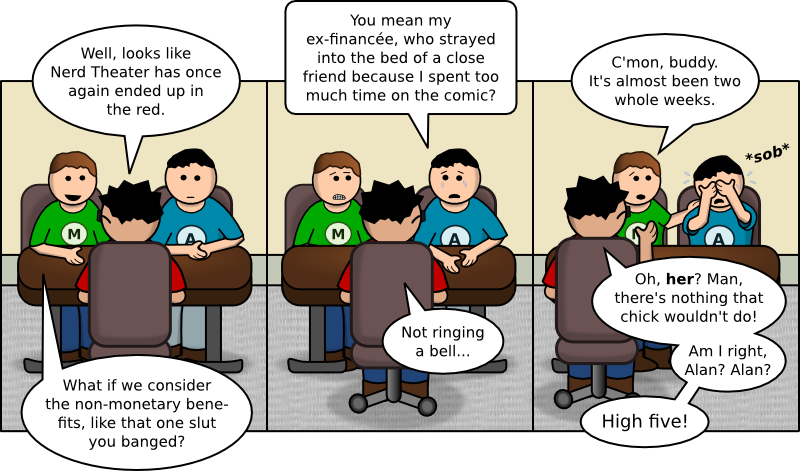 Well, looks like
Nerd Theater has once
again ended up in
the red.
M
A
What if we consider
the non-monetary bene-
fits, like that one slut
you banged?
You mean my
ex-financée, who strayed
into the bed of a close
friend because I spent too
much time on the comic?
M
A
Not ringing
a bell...
C'mon, buddy.
It's almost been two
whole weeks.
*sob*
M
A
Oh, her? Man,
there's nothing that
chick wouldn't do!
Am I right,
Alan? Alan?
High five!